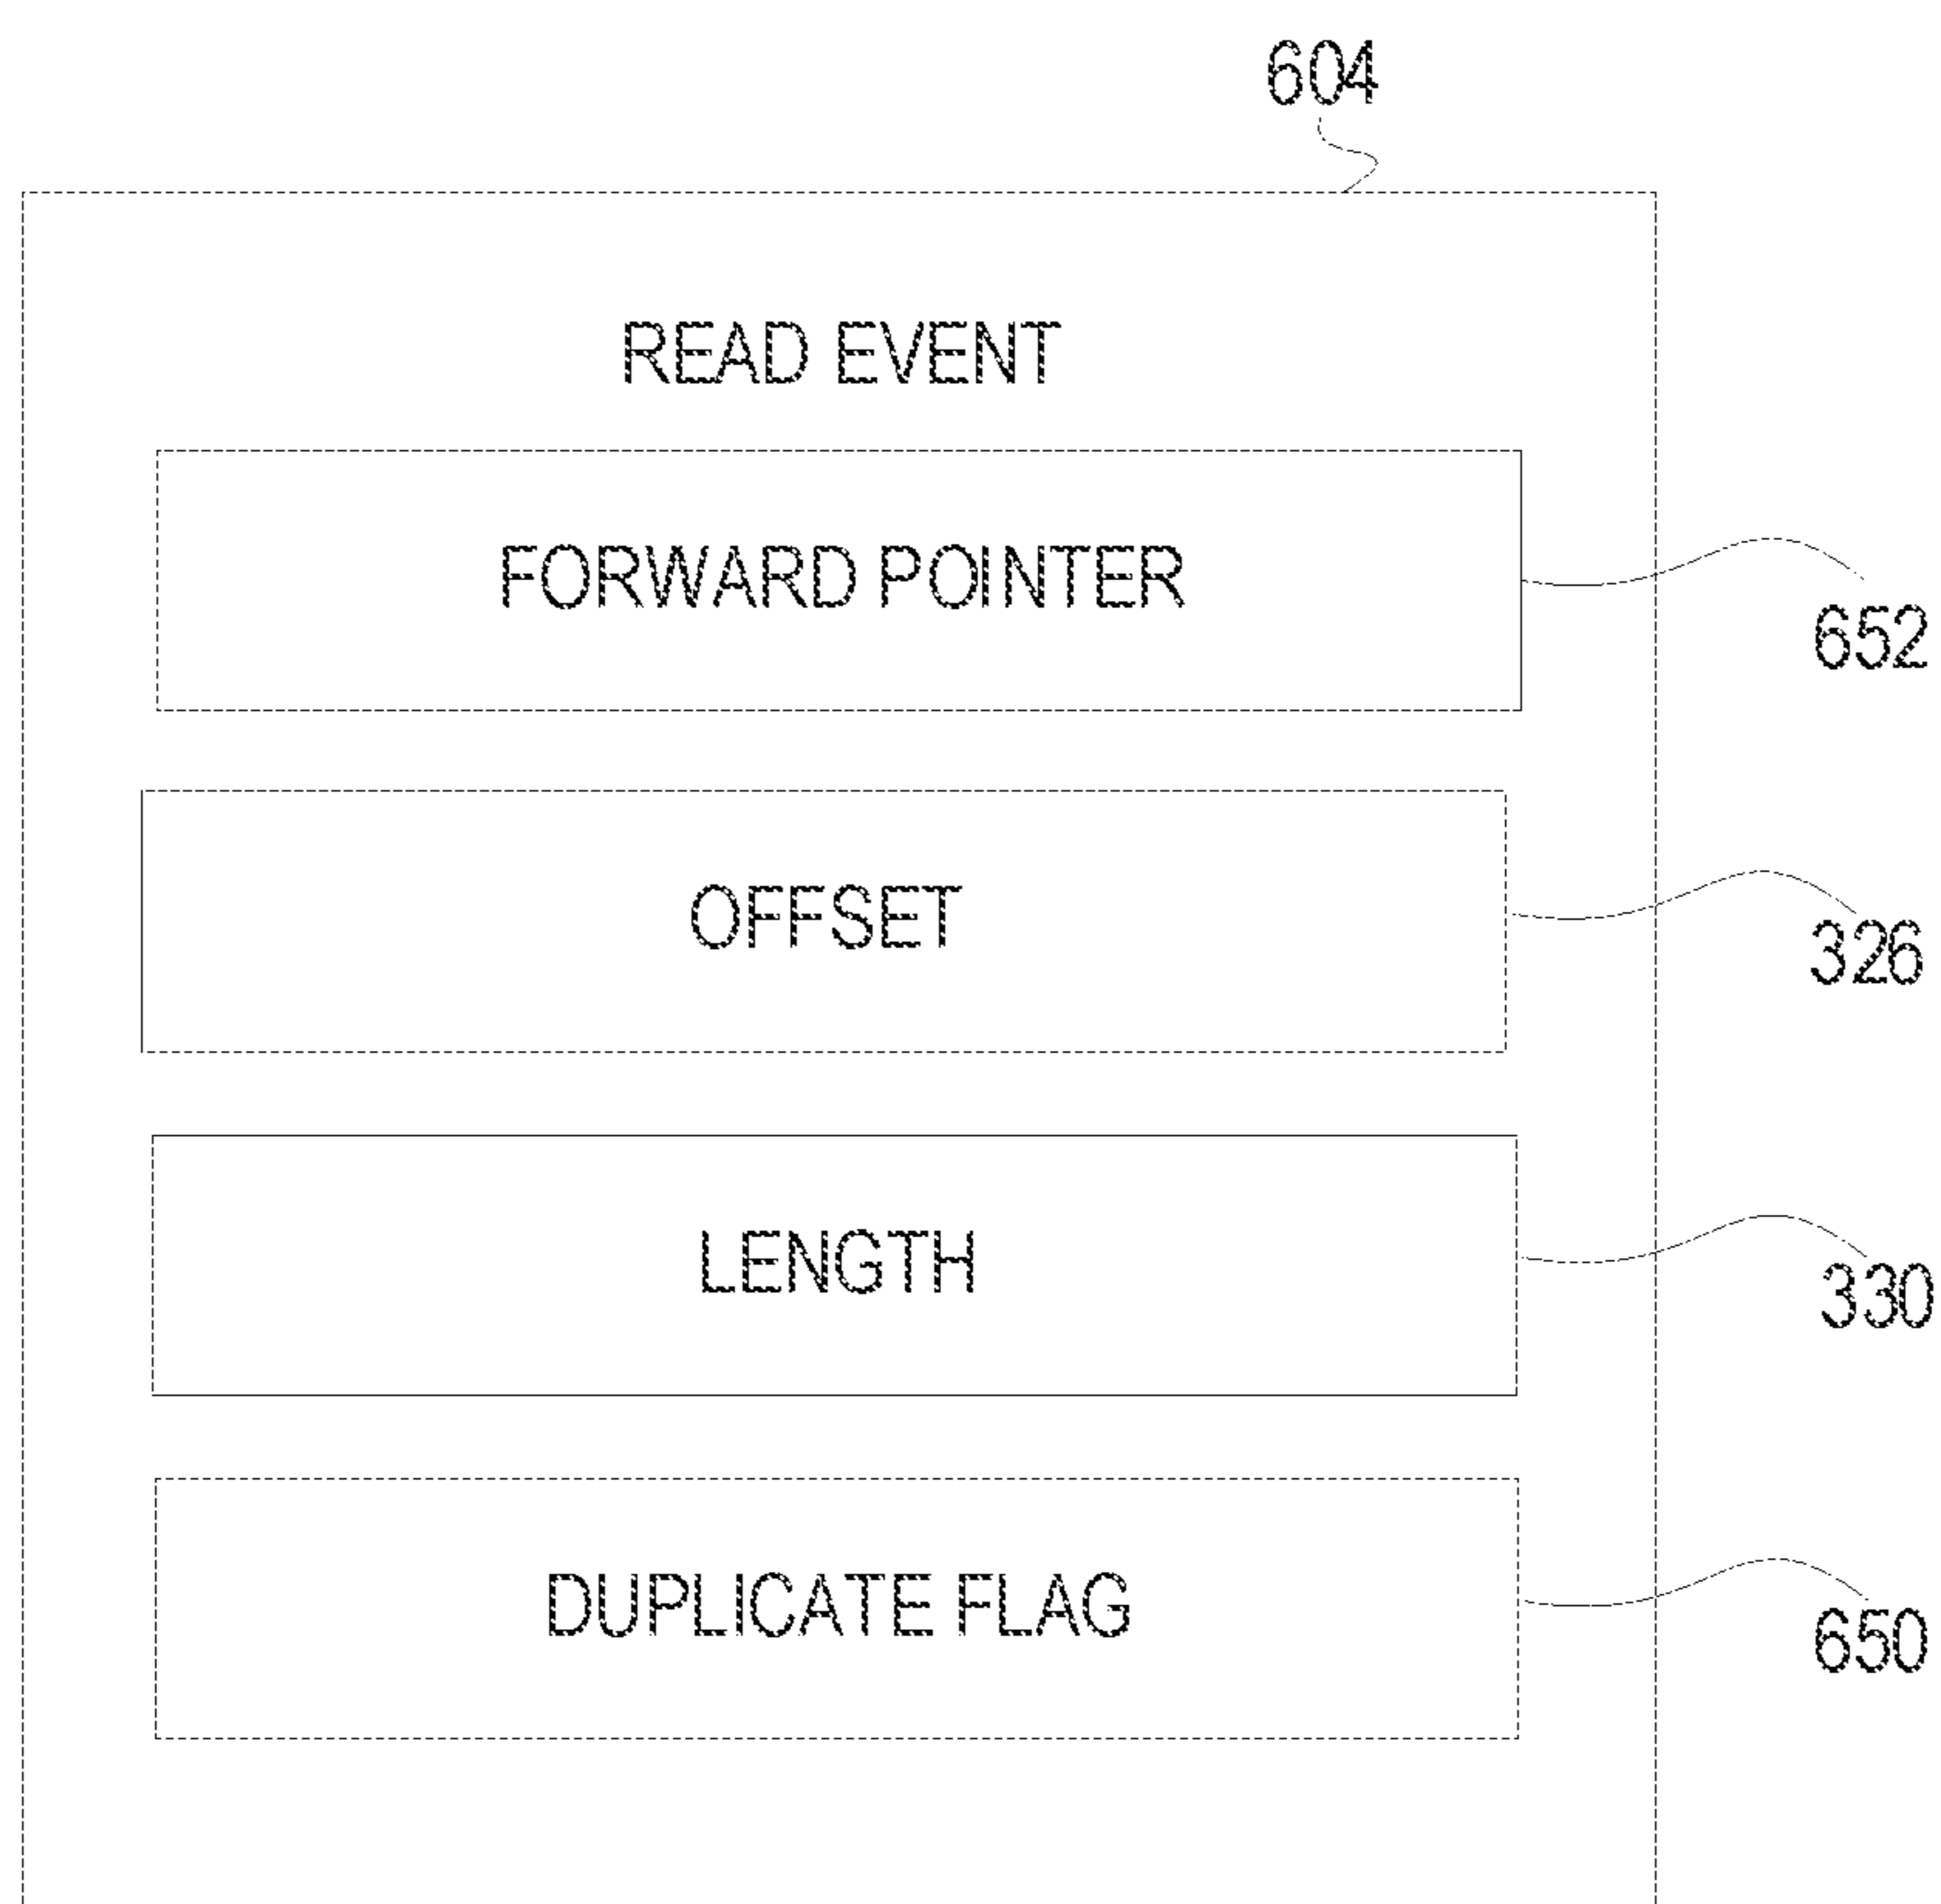 604
READ EVENT
FORWARD POINTER
652
OFFSET
326
LENGTH
330
DUPLICATE FLAG
650